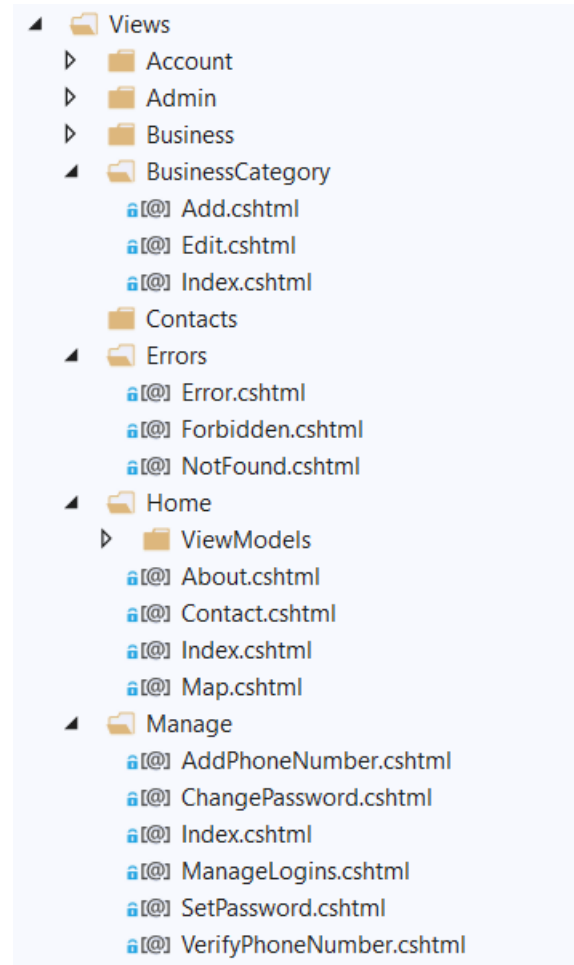 Views
Account
Admin
Business
BusinessCategory
[@] Add.cshtml
[@] Edit.cshtml
[@] Index.cshtml
Contacts
Errors
[@] Error.cshtml
[@] Forbidden.cshtml
[@] NotFound.cshtml
Home
ViewModels
[@] About.cshtml
[@] Contact.cshtml
[@] Index.cshtml
[@] Map.cshtml
Manage
[@] AddPhoneNumber.cshtml
[@] ChangePassword.cshtml
[@] Index.cshtml
[@] ManageLogins.cshtml
[@] SetPassword.cshtml
[@] VerifyPhoneNumber.cshtml